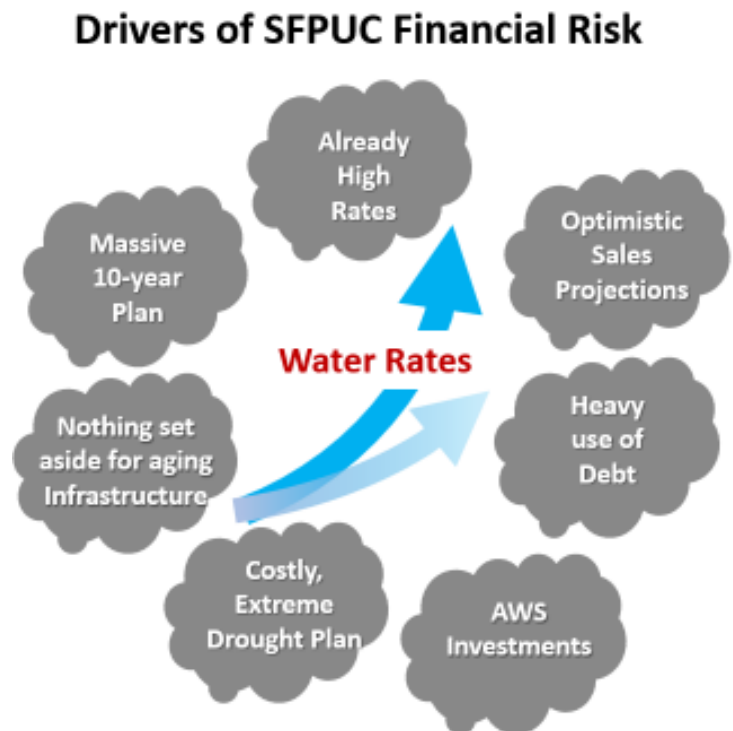 Drivers of SFPUC Financial Risk
Already
High
Rates
Massive
10-year
Plan
Optimistic
Sales
Projections
Water Rates
Nothing set
aside for aging
Infrastructure
Heavy
use of
Debt
Costly,
Extreme
Drought Plan
AWS
Investments